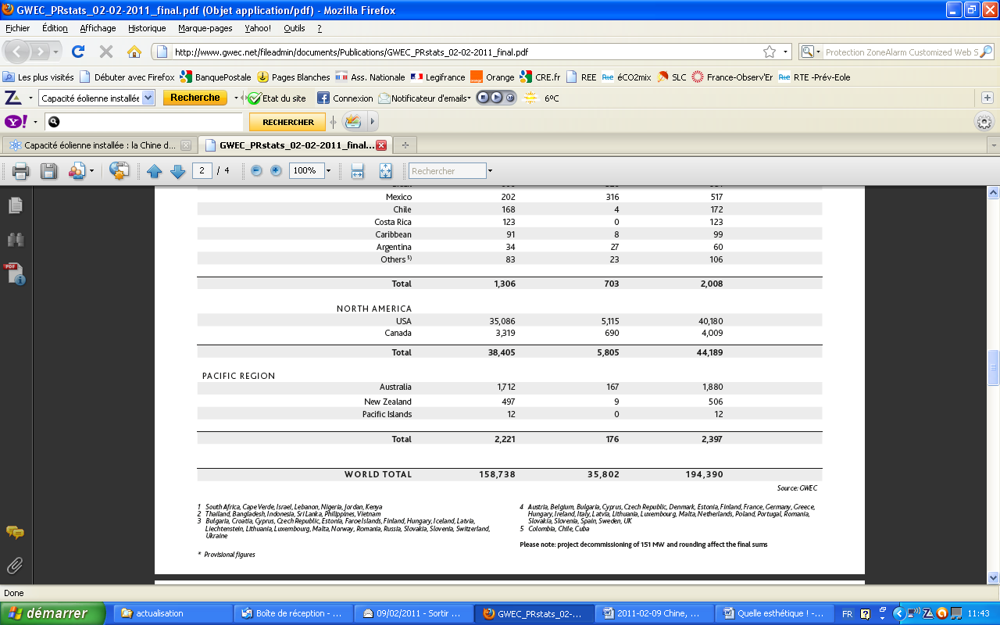 GWEC_PRstats_02-02-2011_final.pdf (Objet application/pdf) - Mozilla Firefox
Fichier Édition Affichage Historique Marque-pages Yahoo! Outils ?
http://www.gwec.net/fileadmin/documents/Publications/GWEC_PRstats_02-02-2011_final.pdf Protection ZoneAlarm Customized Web S
Les plus visités Débuter avec Firefox BanquePostale Pages Blanches Ass. Nationale Legifrance Orange CRE.fr REE éCO2mix SLC France-Observ'Er RTE -Prév-Eole
Capacité éolienne installée Recherche Etat du site Connexion Notificateur d'emails 6ºC
Y! RECHERCHER
Capacité éolienne installée : la Chine d... GWEC_PRstats_02-02-2011_final...
2 / 4 100% Rechercher
Mexico 202 316 517
Chile 168 4 172
Costa Rica 123 0 123
Caribbean 91 8 99
Argentina 34 27 60
Others 5) 83 23 106
Total 1,306 703 2,008
NORTH AMERICA
USA 35,086 5,115 40,180
Canada 3,319 690 4,009
Total 38,405 5,805 44,189
PACIFIC REGION
Australia 1,712 167 1,880
New Zealand 497 9 506
Pacific Islands 12 0 12
Total 2,221 176 2,397
WORLD TOTAL 158,738 35,802 194,390
Source: GWEC
1 South Africa, Cape Verde, Israel, Lebanon, Nigeria, Jordan, Kenya
2 Thailand, Bangladesh, Indonesia, Sri Lanka, Philippines, Vietnam
3 Bulgaria, Croatia, Cyprus, Czech Republic, Estonia, Faroe Islands, Finland, Hungary, Iceland, Latvia,
Liechtenstein, Lithuania, Luxembourg, Malta, Norway, Romania, Russia, Slovakia, Slovenia, Switzerland,
Ukraine
* Provisional figures
4 Austria, Belgium, Bulgaria, Cyprus, Czech Republic, Denmark, Estonia, Finland, France, Germany, Greece,
Hungary, Ireland, Italy, Latvia, Lithuania, Luxembourg, Malta, Netherlands, Poland, Portugal, Romania,
Slovakia, Slovenia, Spain, Sweden, UK
5 Colombia, Chile, Cuba
Please note: project decommissioning of 151 MW and rounding affect the final sums
Done
démarrer actualisation Boîte de réception - ... 09/02/2011 - Sortir ... GWEC_PRstats_02-... 2011-02-09 Chine, ... Quelle esthétique ! -... FR 11:43